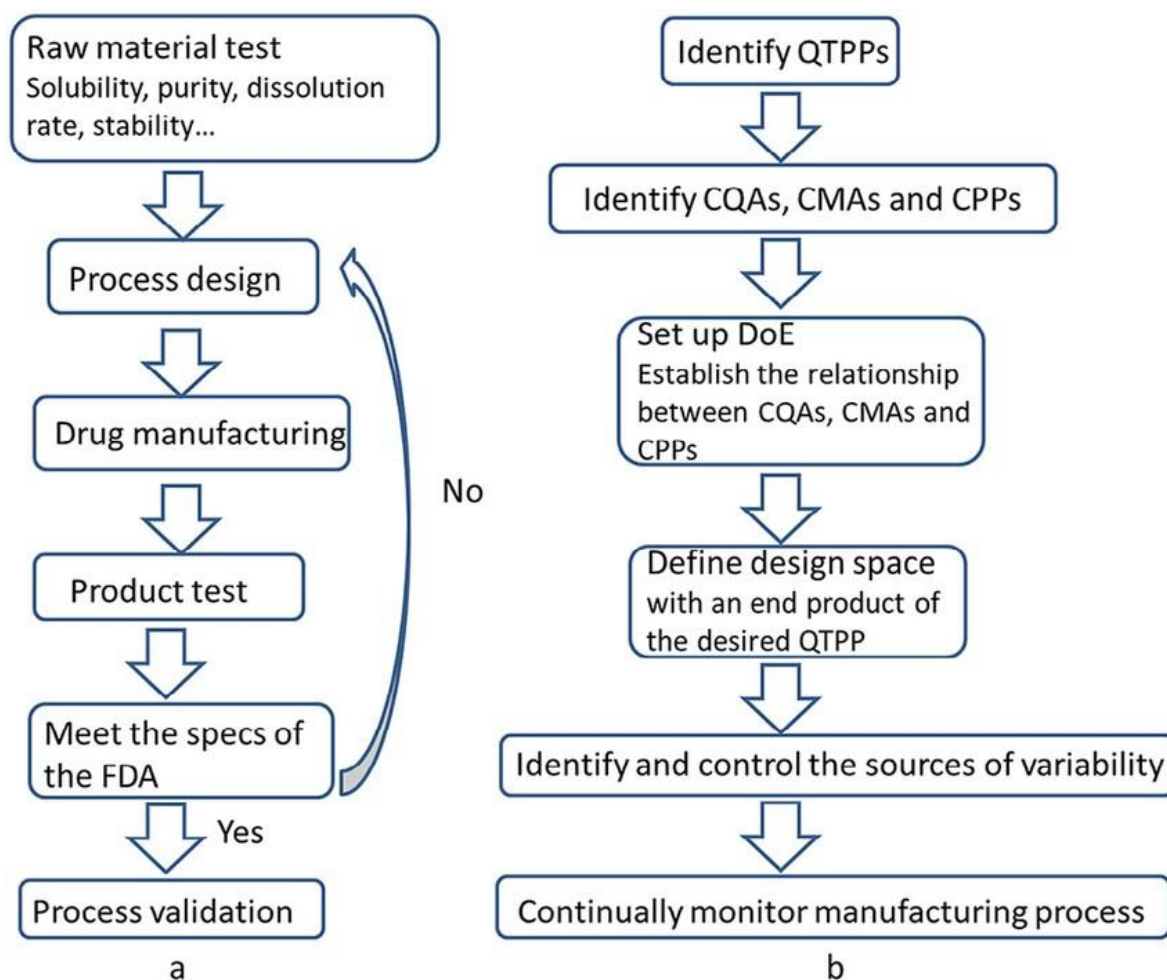 Raw material test
Solubility, purity, dissolution
rate, stability...
Process design
Drug manufacturing
Product test
Meet the specs of
the FDA
No
Yes
Process validation
a
Identify QTPPs
Identify CQAs, CMAs and CPPs
Set up DoE
Establish the relationship
between CQAs, CMAs and
CPPs
Define design space
with an end product of
the desired QTPP
Identify and control the sources of variability
Continually monitor manufacturing process
b